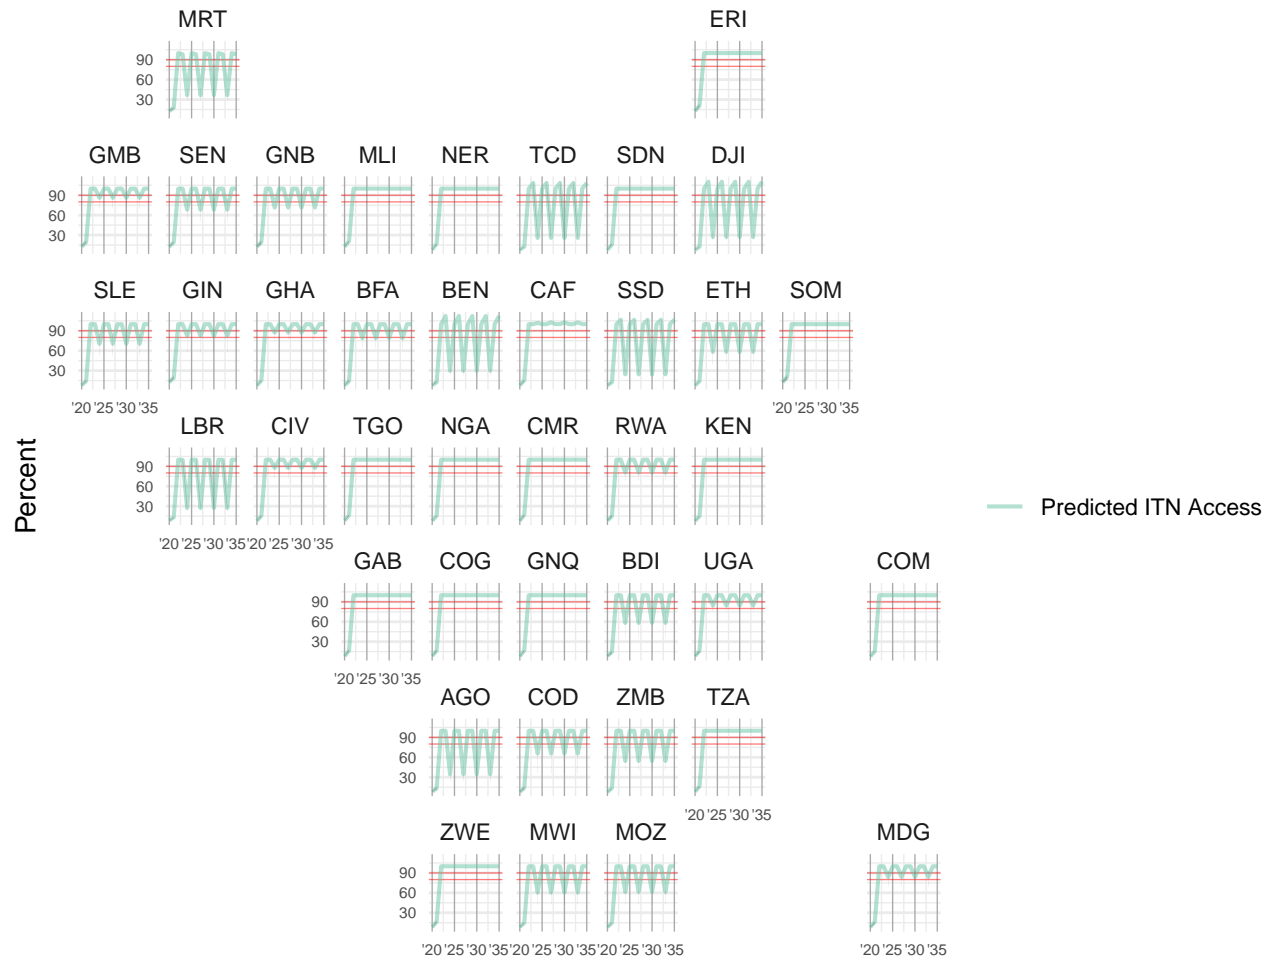 MRT ERI
90
60
30
GMB SEN GNB MLI NER TCD SDN DJI
90
60
30
SLE GIN GHA BFA BEN CAF SSD ETH SOM
90
60
30
'20 '25 '30 '35 '20 '25 '30 '35
LBR CIV TGO NGA CMR RWA KEN
90
60
30
'20 '25 '30 '35 '20 '25 '30 '35
GAB COG GNQ BDI UGA COM
90
60
30
'20 '25 '30 '35
AGO COD ZMB TZA
90
60
30
'20 '25 '30 '35
ZWE MWI MOZ MDG
90
60
30
'20 '25 '30 '35 '20 '25 '30 '35 '20 '25 '30 '35 '20 '25 '30 '35
Percent
Predicted ITN Access